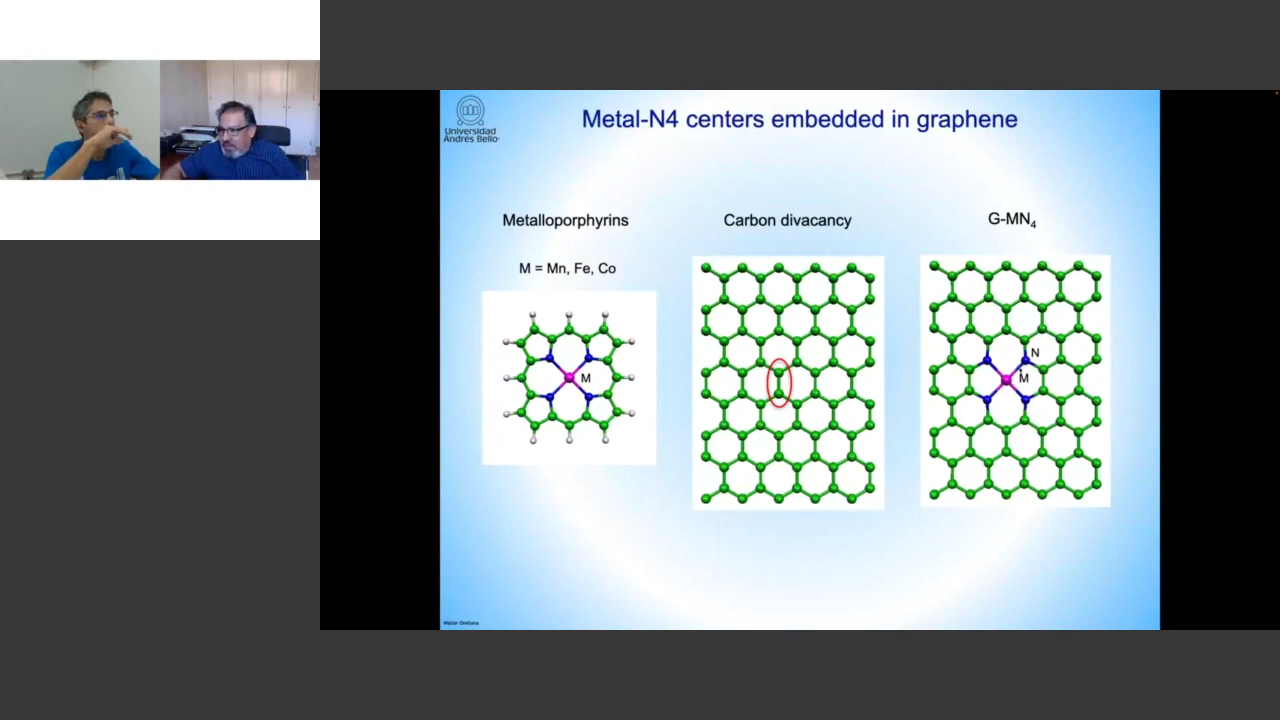 Universidad
Andrés Bello
Metal-N4 centers embedded in graphene
Metalloporphyrins
Carbon divacancy
G-MN₄
M = Mn, Fe, Co
M
N
M
Walter Orellana